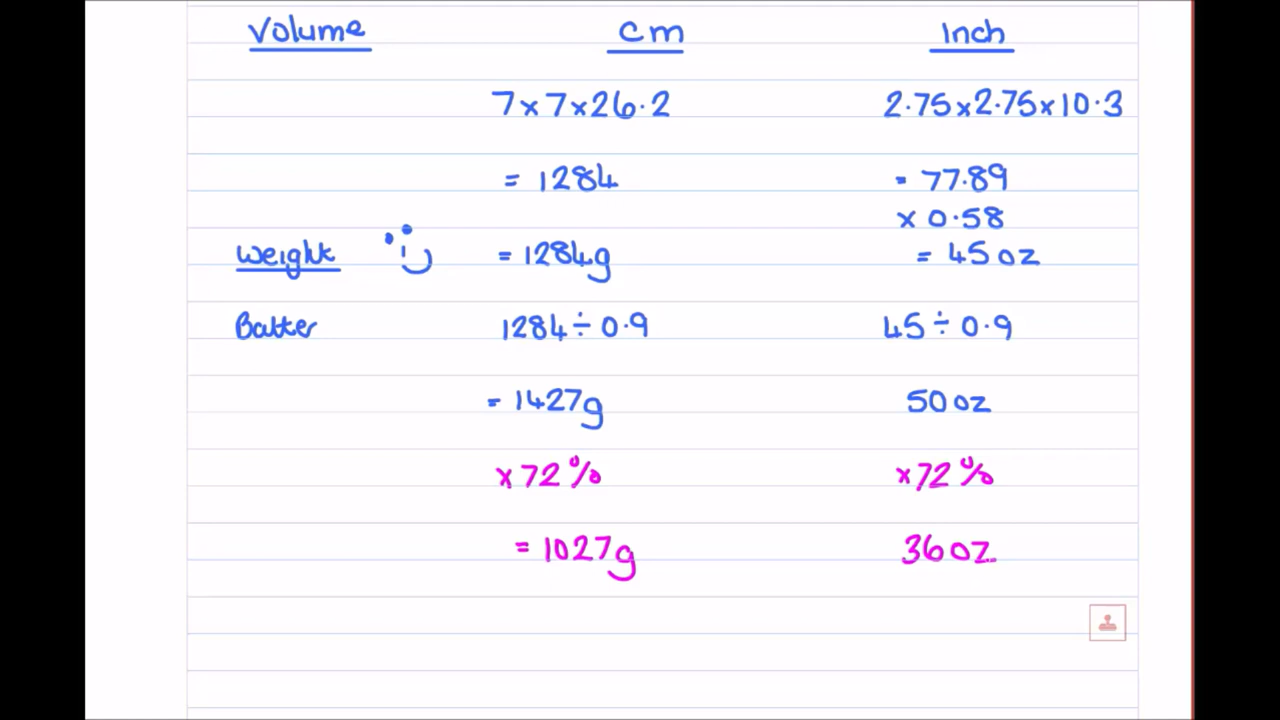 Volume cm Inch
7x7x26.2 2.75x2.75x10.3
= 1284 = 77.89
x 0.58
Weight = 1284g = 45oz
Batter 1284÷0.9 45÷0.9
= 1427g 50oz
x72% x72%
= 1027g 36oz